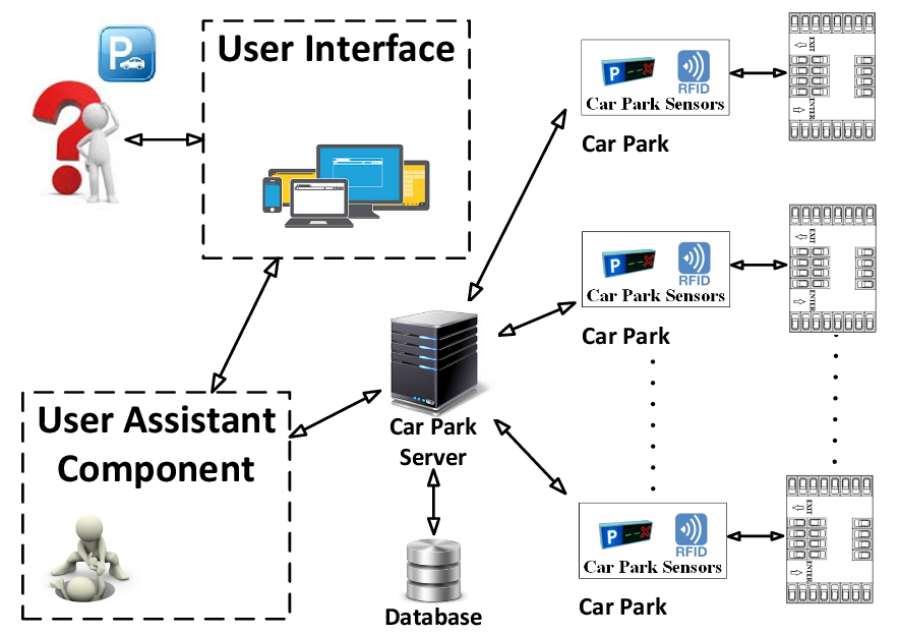 P
User Interface
P
RFID
Car Park Sensors
Car Park
EXIT
ENTER
P
RFID
Car Park Sensors
Car Park
EXIT
ENTER
User Assistant
Component
Car Park
Server
Database
P
RFID
Car Park Sensors
Car Park
EXIT
ENTER